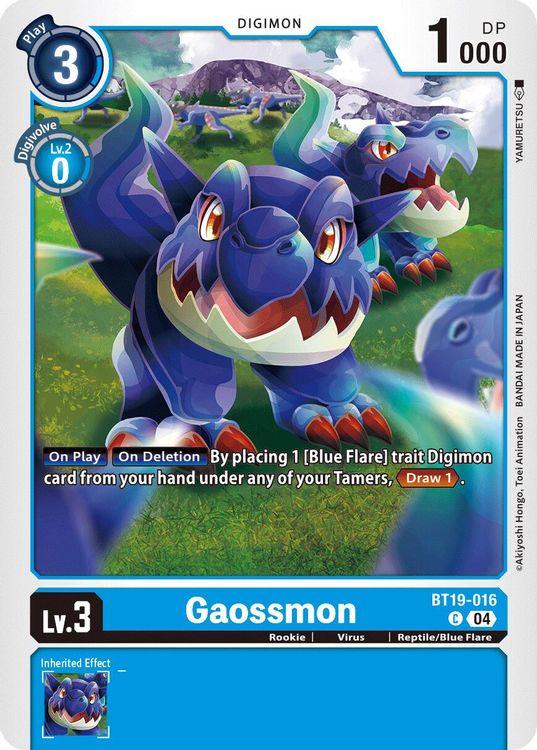 Play
3
DIGIMON
DP
1000
Digivolve
Lv.2
0
YAMURETSU
On Play On Deletion By placing 1 [Blue Flare] trait Digimon
card from your hand under any of your Tamers, Draw 1.
©Akiyoshi Hongo, Toei Animation BANDAI MADE IN JAPAN
Lv.3
Gaossmon
BT19-016
C 04
Rookie | Virus | Reptile/Blue Flare
Inherited Effect
–